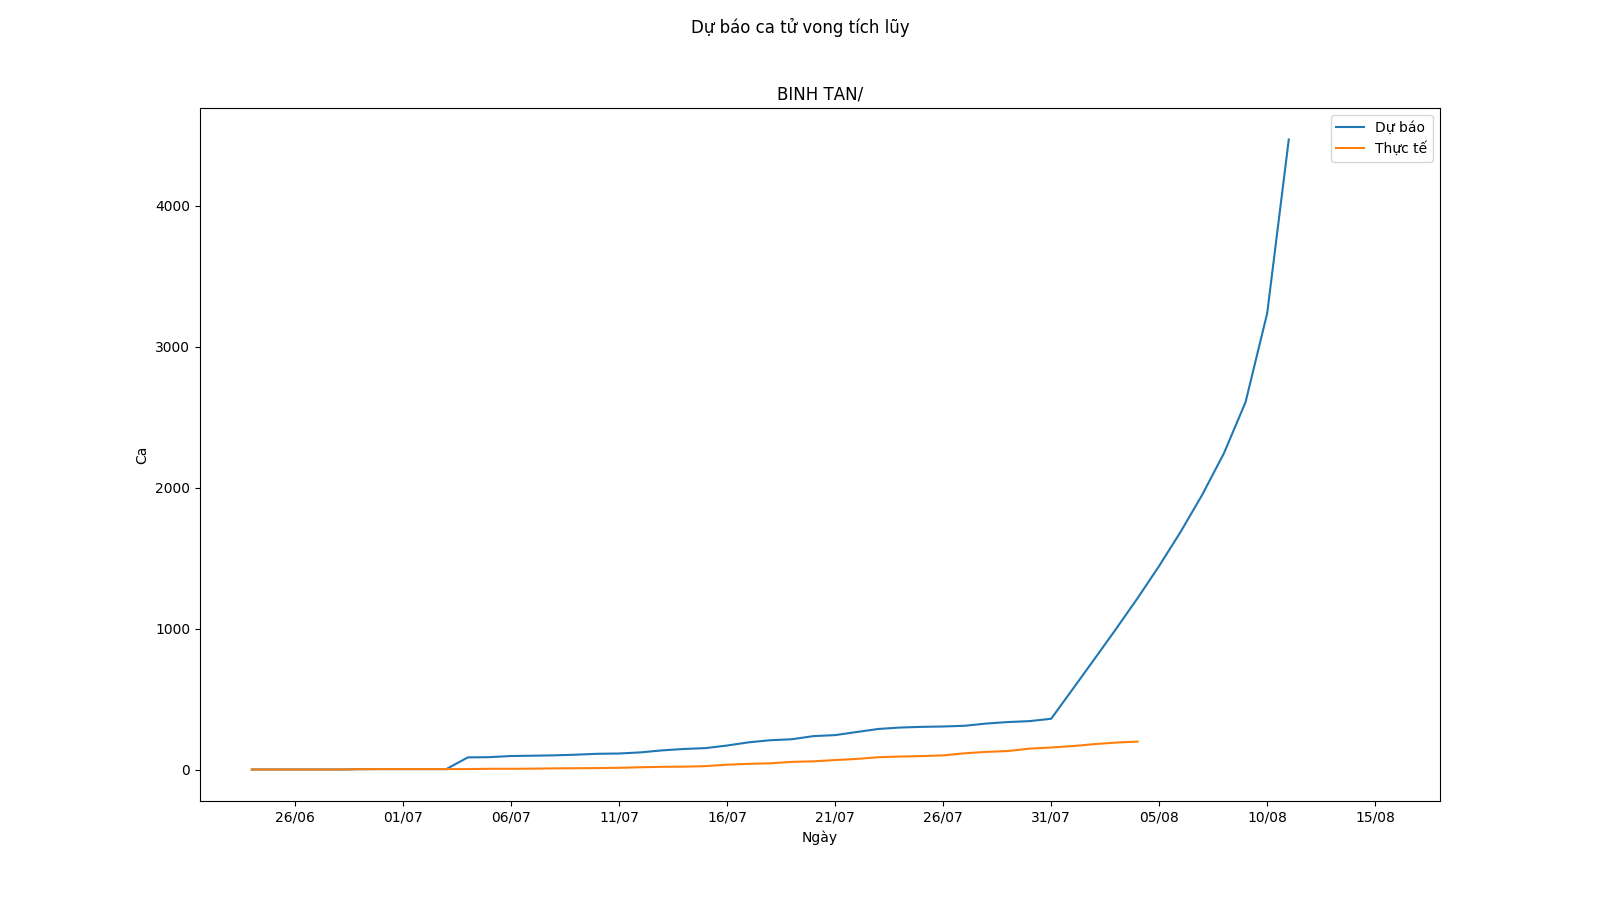 Dự báo ca tử vong tích lũy
BINH TAN/
Dự báo
Thực tế
4000
3000
2000
1000
0
Ca
26/06 01/07 06/07 11/07 16/07 21/07 26/07 31/07 05/08 10/08 15/08
Ngày